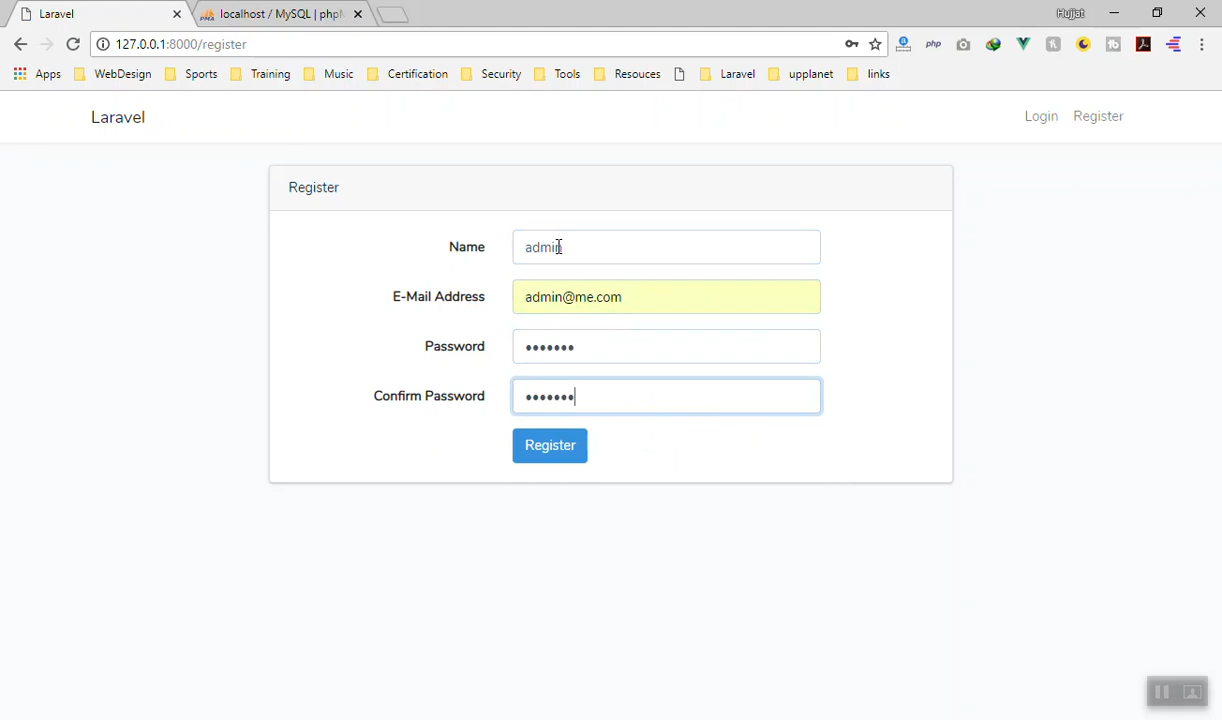 Laravel
localhost / MySQL | php
Hujjat
127.0.0.1:8000/register
php
Apps WebDesign Sports Training Music Certification Security Tools Resouces Laravel upplanet links
Laravel
Login Register
Register
Name admin
E-Mail Address admin@me.com
Password •••••••
Confirm Password •••••••
Register